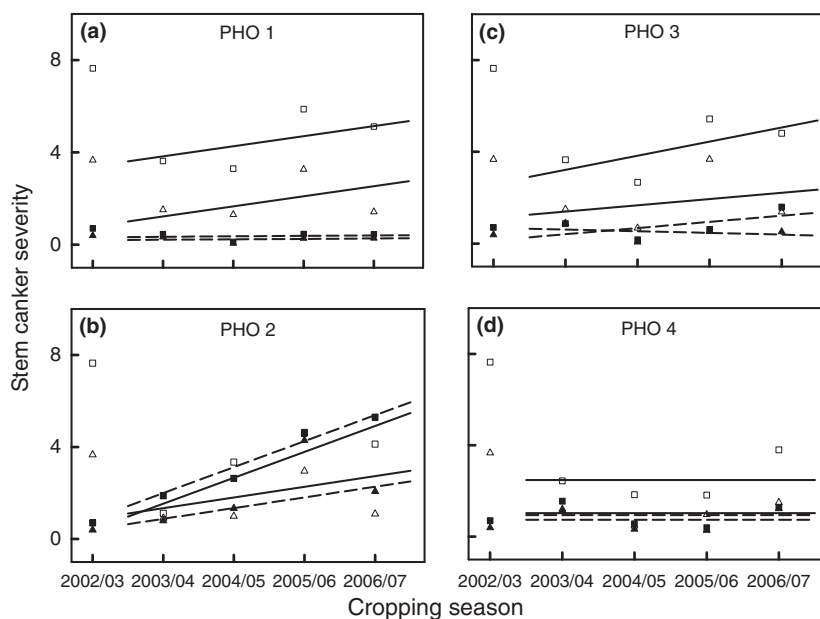 (a)
PHO 1
(c)
PHO 3
8
4
0
Stem canker severity
(b)
PHO 2
(d)
PHO 4
8
4
0
2002/03 2003/04 2004/05 2005/06 2006/07
2002/03 2003/04 2004/05 2005/06 2006/07
Cropping season